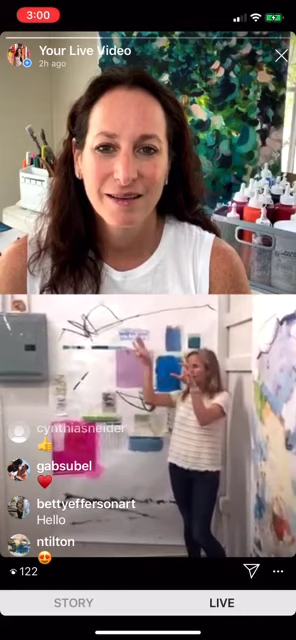 3:00
Your Live Video
2h ago
cynthiasneider
gabsubel
bettyeffersonart
Hello
ntilton
122
STORY
LIVE